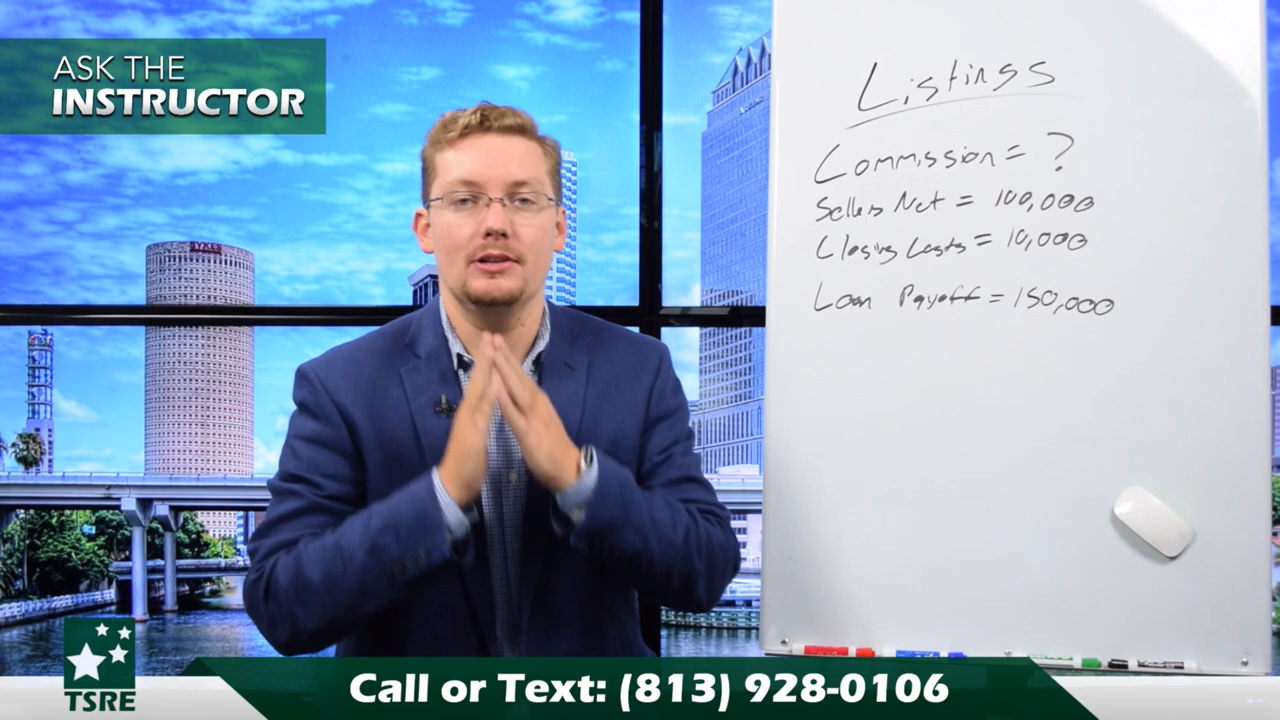 ASK THE
INSTRUCTOR
Listings
Commission = ?
Sellers Net = 100,000
Closing Costs = 10,000
Loan Payoff = 150,000
SYKES
TSRE
Call or Text: (813) 928-0106